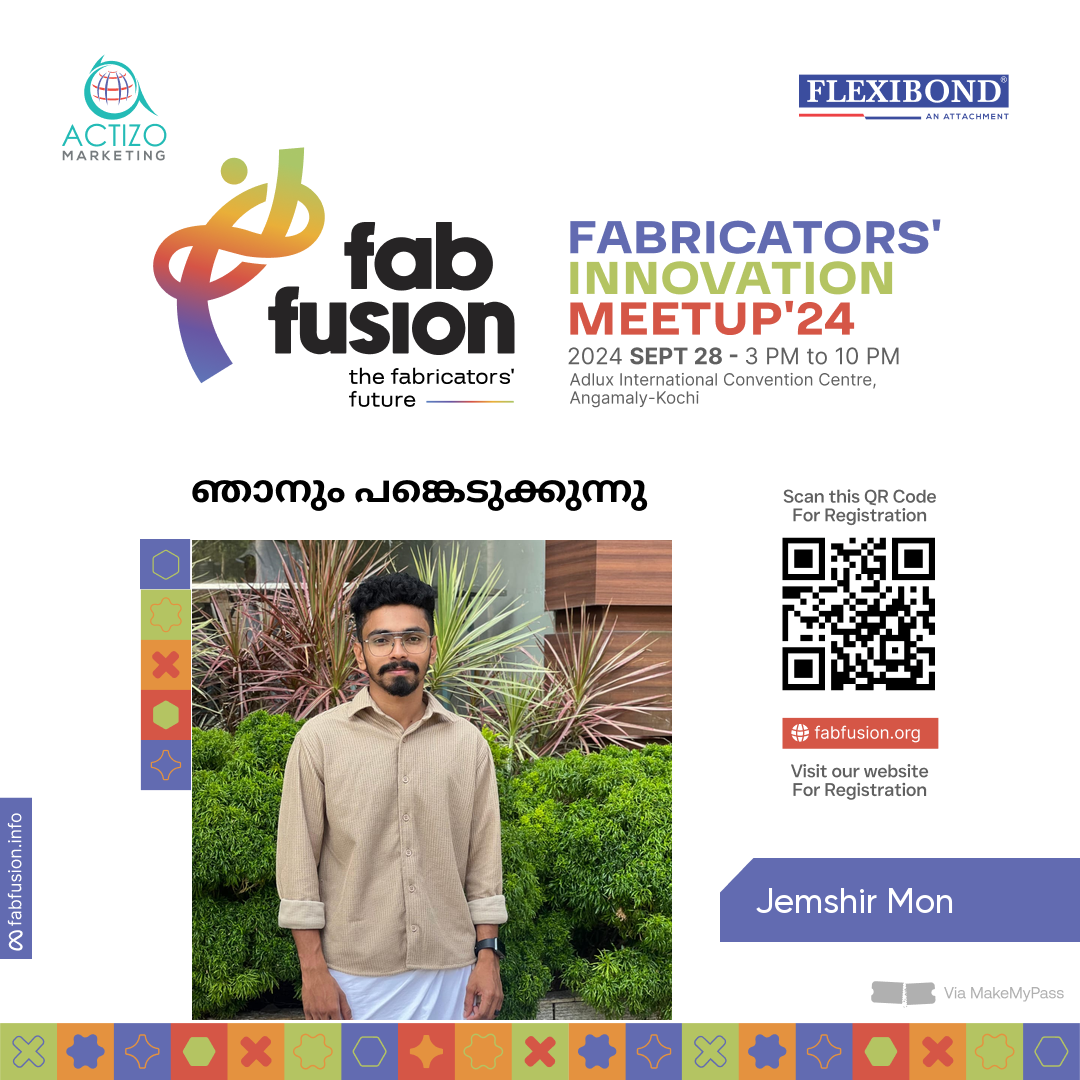 ACTIZO
MARKETING
FLEXIBOND®
AN ATTACHMENT
fab
fusion
the fabricators'
future
FABRICATORS'
INNOVATION
MEETUP'24
2024 SEPT 28 - 3 PM to 10 PM
Adlux International Convention Centre,
Angamaly-Kochi
ഞാനും പങ്കെടുക്കുന്നു
Scan this QR Code
For Registration
fabfusion.org
Visit our website
For Registration
fabfusion.info
Jemshir Mon
Via MakeMyPass